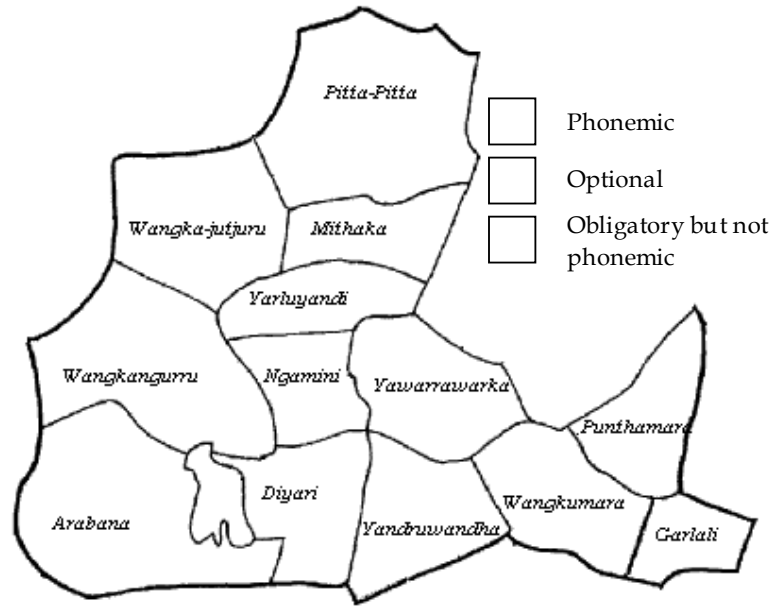 Pitta-Pitta
Phonemic
Optional
Obligatory but not
phonemic
Wangka-jutjuru
Mithaka
Yarluyandi
Wangkangurru
Ngamini
Yawarrawarka
Punthamara
Arabana
Diyari
Yandruwandha
Wangkumara
Garlali